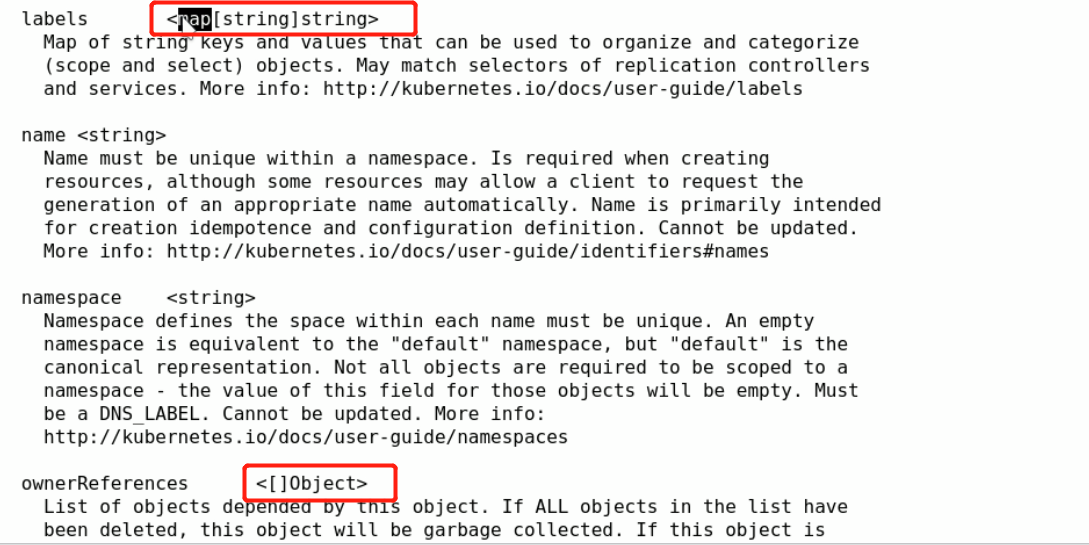 labels <map[string]string>
Map of string keys and values that can be used to organize and categorize
(scope and select) objects. May match selectors of replication controllers
and services. More info: http://kubernetes.io/docs/user-guide/labels
name <string>
Name must be unique within a namespace. Is required when creating
resources, although some resources may allow a client to request the
generation of an appropriate name automatically. Name is primarily intended
for creation idempotence and configuration definition. Cannot be updated.
More info: http://kubernetes.io/docs/user-guide/identifiers#names
namespace <string>
Namespace defines the space within each name must be unique. An empty
namespace is equivalent to the "default" namespace, but "default" is the
canonical representation. Not all objects are required to be scoped to a
namespace - the value of this field for those objects will be empty. Must
be a DNS_LABEL. Cannot be updated. More info:
http://kubernetes.io/docs/user-guide/namespaces
ownerReferences <[]Object>
List of objects depended by this object. If ALL objects in the list have
been deleted, this object will be garbage collected. If this object is